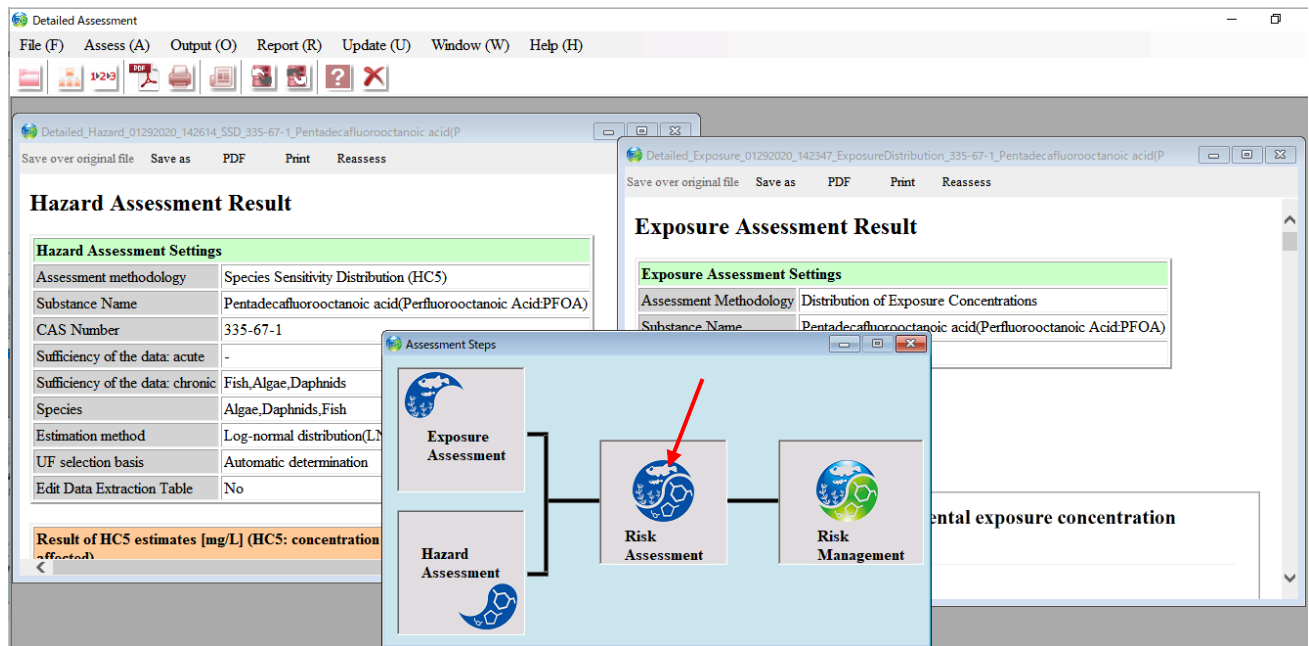 Detailed Assessment
File (F) Assess (A) Output (O) Report (R) Update (U) Window (W) Help (H)
1▸2▸3 PDF ?
Detailed_Hazard_01292020_142614_SSD_335-67-1_Pentadecafluorooctanoic acid(P
Save over original file Save as PDF Print Reassess
Hazard Assessment Result
Hazard Assessment Settings
Assessment methodology Species Sensitivity Distribution (HC5)
Substance Name Pentadecafluorooctanoic acid(Perfluorooctanoic Acid:PFOA)
CAS Number 335-67-1
Sufficiency of the data: acute -
Sufficiency of the data: chronic Fish,Algae,Daphnids
Species Algae,Daphnids,Fish
Estimation method Log-normal distribution(LN
UF selection basis Automatic determination
Edit Data Extraction Table No
Result of HC5 estimates [mg/L] (HC5: concentration
affected)
Detailed_Exposure_01292020_142347_ExposureDistribution_335-67-1_Pentadecafluorooctanoic acid(P
Save over original file Save as PDF Print Reassess
Exposure Assessment Result
Exposure Assessment Settings
Assessment Methodology Distribution of Exposure Concentrations
Substance Name Pentadecafluorooctanoic acid(Perfluorooctanoic Acid:PFOA)
ental exposure concentration
Assessment Steps
Exposure
Assessment
Hazard
Assessment
Risk
Assessment
Risk
Management